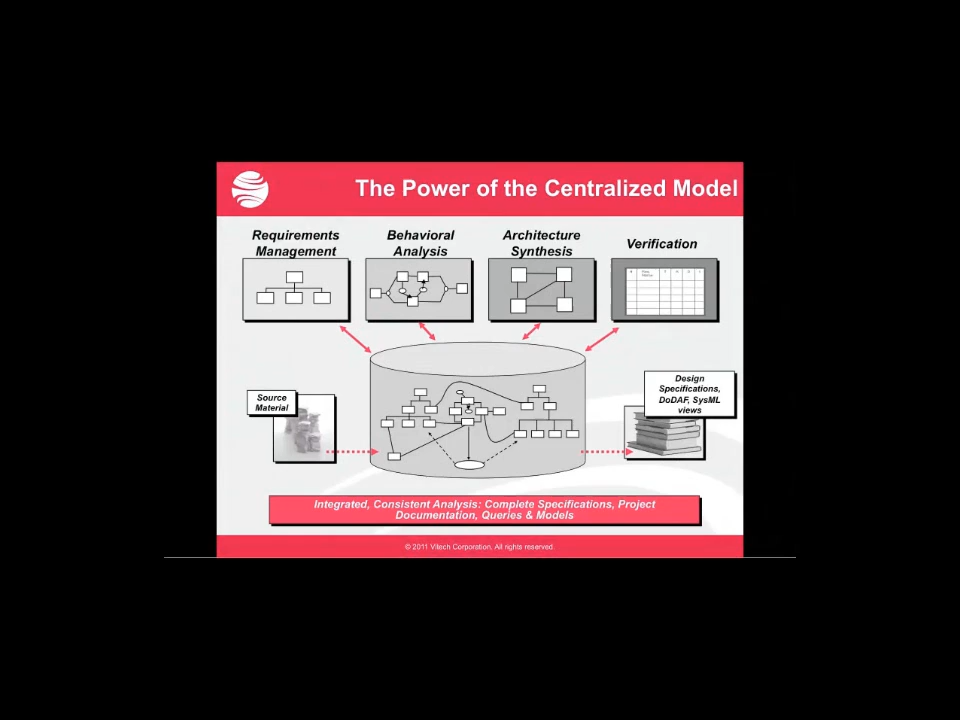 The Power of the Centralized Model
Requirements
Management
Behavioral
Analysis
Architecture
Synthesis
Verification
Source
Material
Design
Specifications,
DoDAF, SysML
views
Integrated, Consistent Analysis: Complete Specifications, Project
Documentation, Queries & Models
© 2011 Vitech Corporation. All rights reserved.